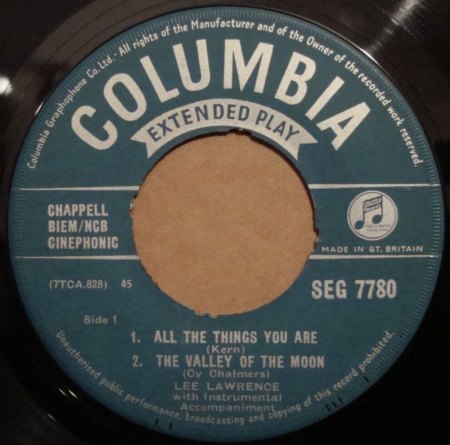 Columbia Graphophone Co. Ltd.· All rights of the Manufacturer and of the Owner of the recorded work reserved.
COLUMBIA
EXTENDED PLAY
CHAPPELL
BIEM/NCB
CINEPHONIC
MADE IN GT. BRITAIN
(7TCA.828) 45
SEG 7780
Side 1
1. ALL THE THINGS YOU ARE
(Kern)
2. THE VALLEY OF THE MOON
(Cy Chalmers)
LEE LAWRENCE
with Instrumental
Accompaniment
Unauthorised public performance, broadcasting and copying of this record prohibited.